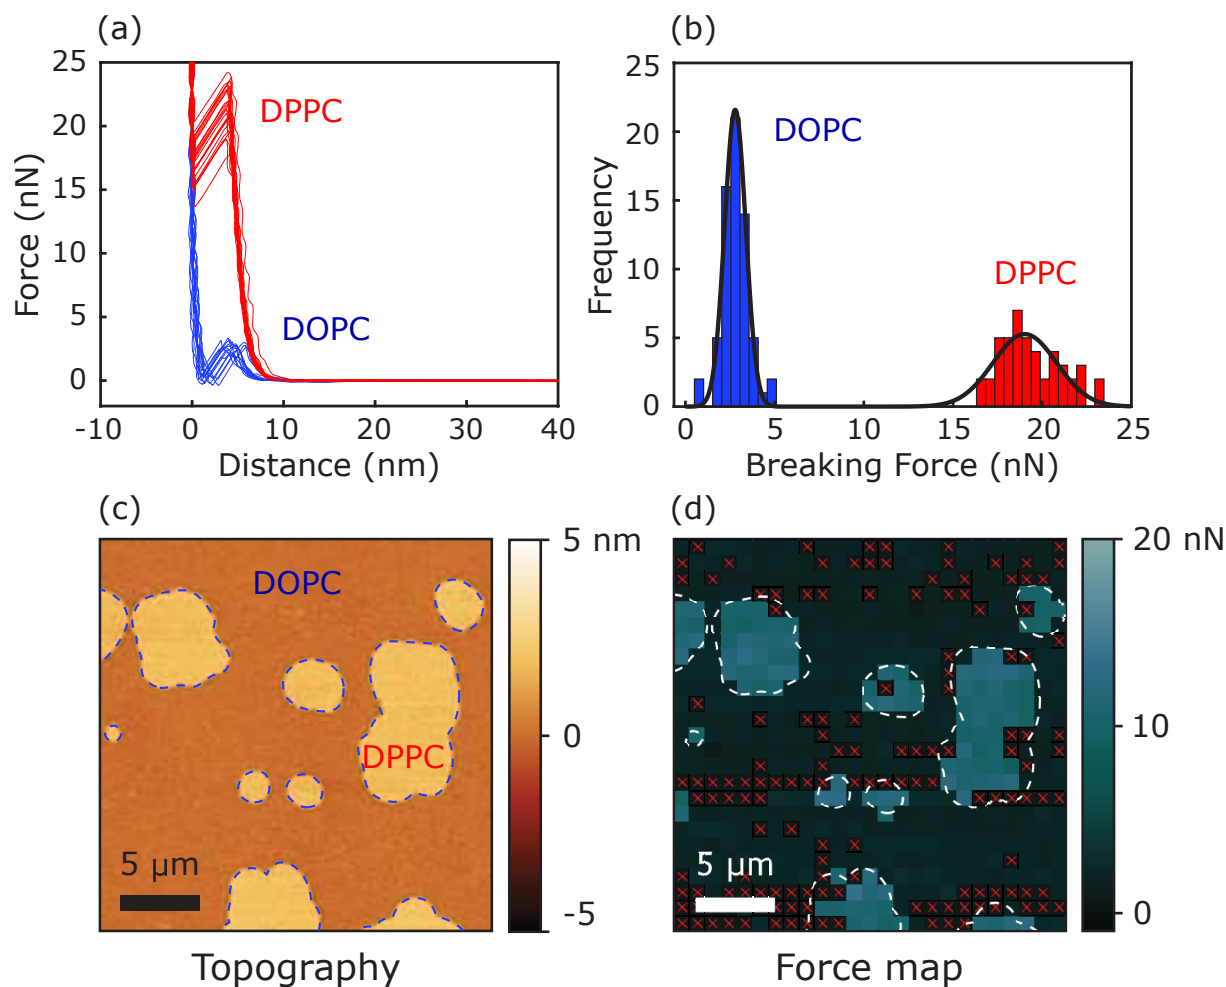 (a)
25
20
15
10
5
0
-10
0
10
20
30
40
Force (nN)
Distance (nm)
DPPC
DOPC
(b)
25
20
15
10
5
0
0
5
10
15
20
25
Frequency
Breaking Force (nN)
DOPC
DPPC
(c)
DOPC
DPPC
5 μm
5 nm
0
-5
Topography
(d)
5 μm
20 nN
10
0
Force map